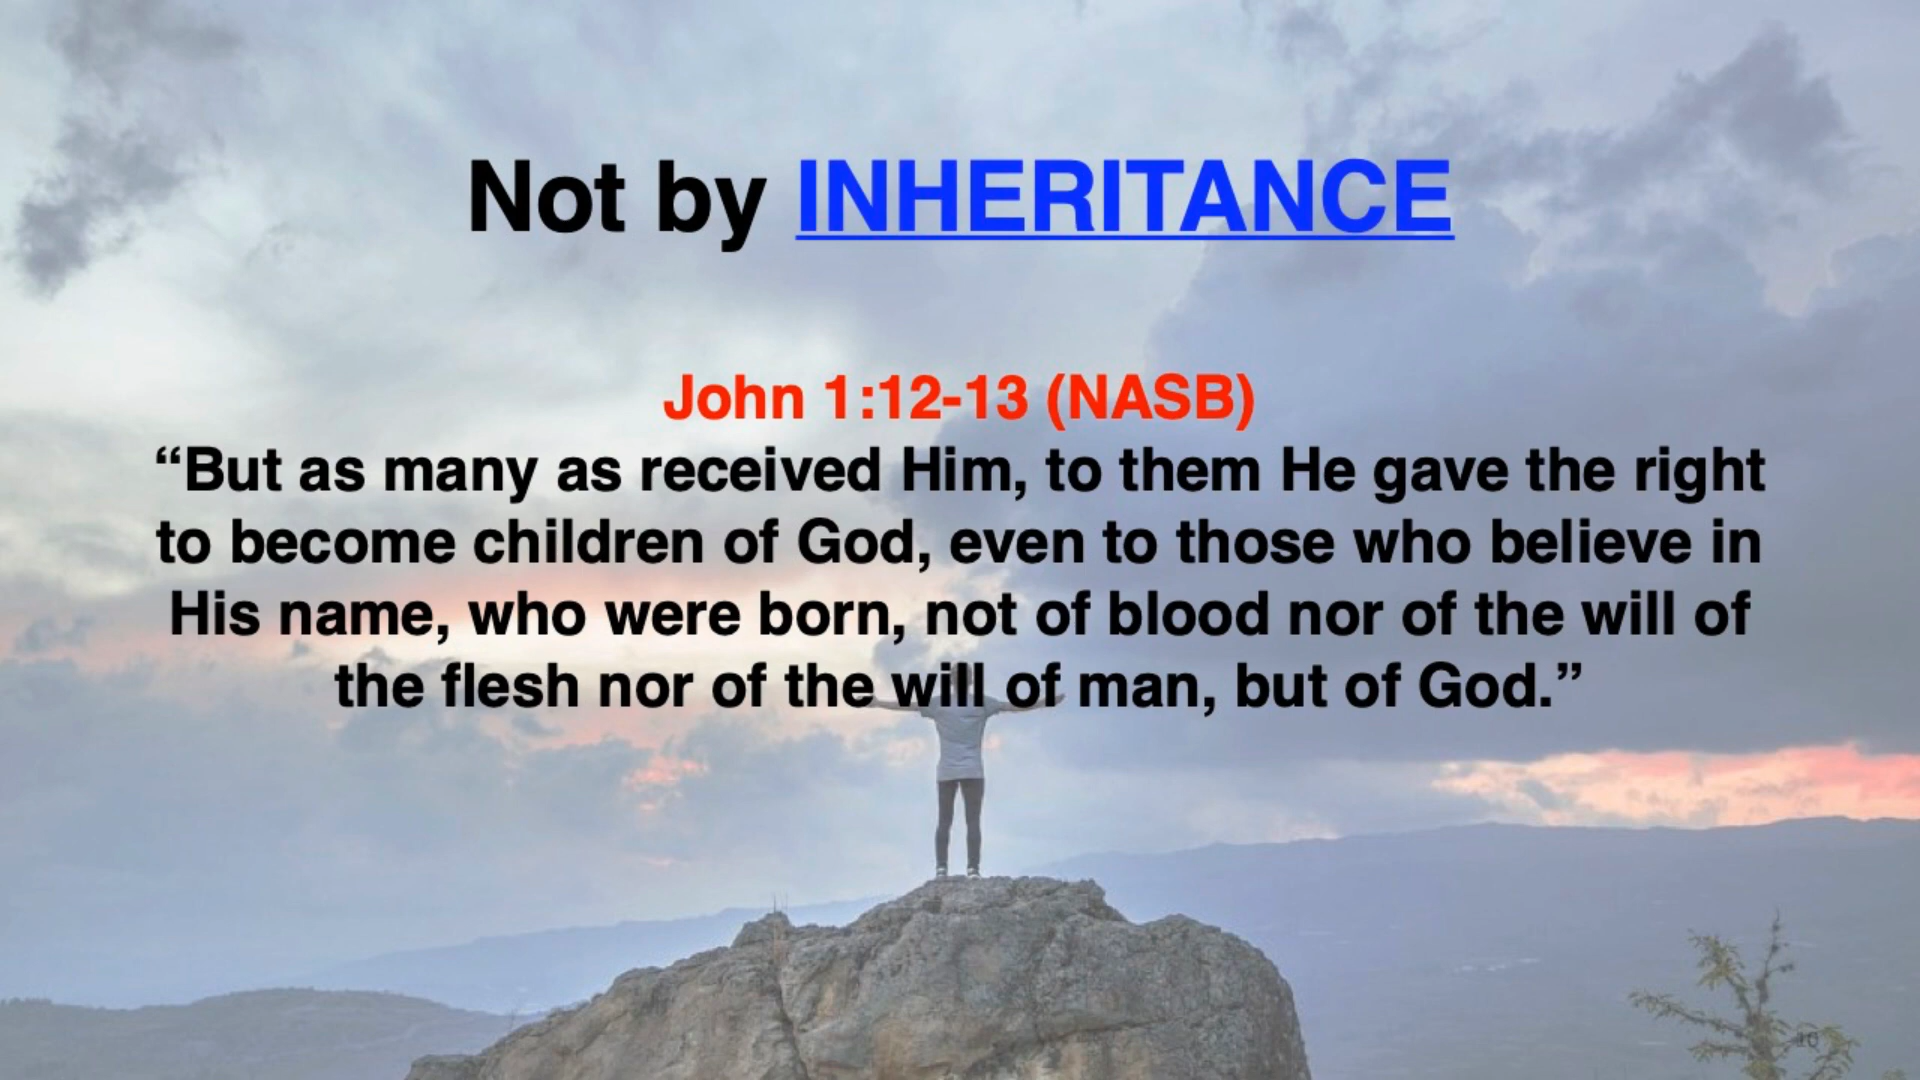 Not by INHERITANCE
John 1:12-13 (NASB)
“But as many as received Him, to them He gave the right
to become children of God, even to those who believe in
His name, who were born, not of blood nor of the will of
the flesh nor of the will of man, but of God.”
10